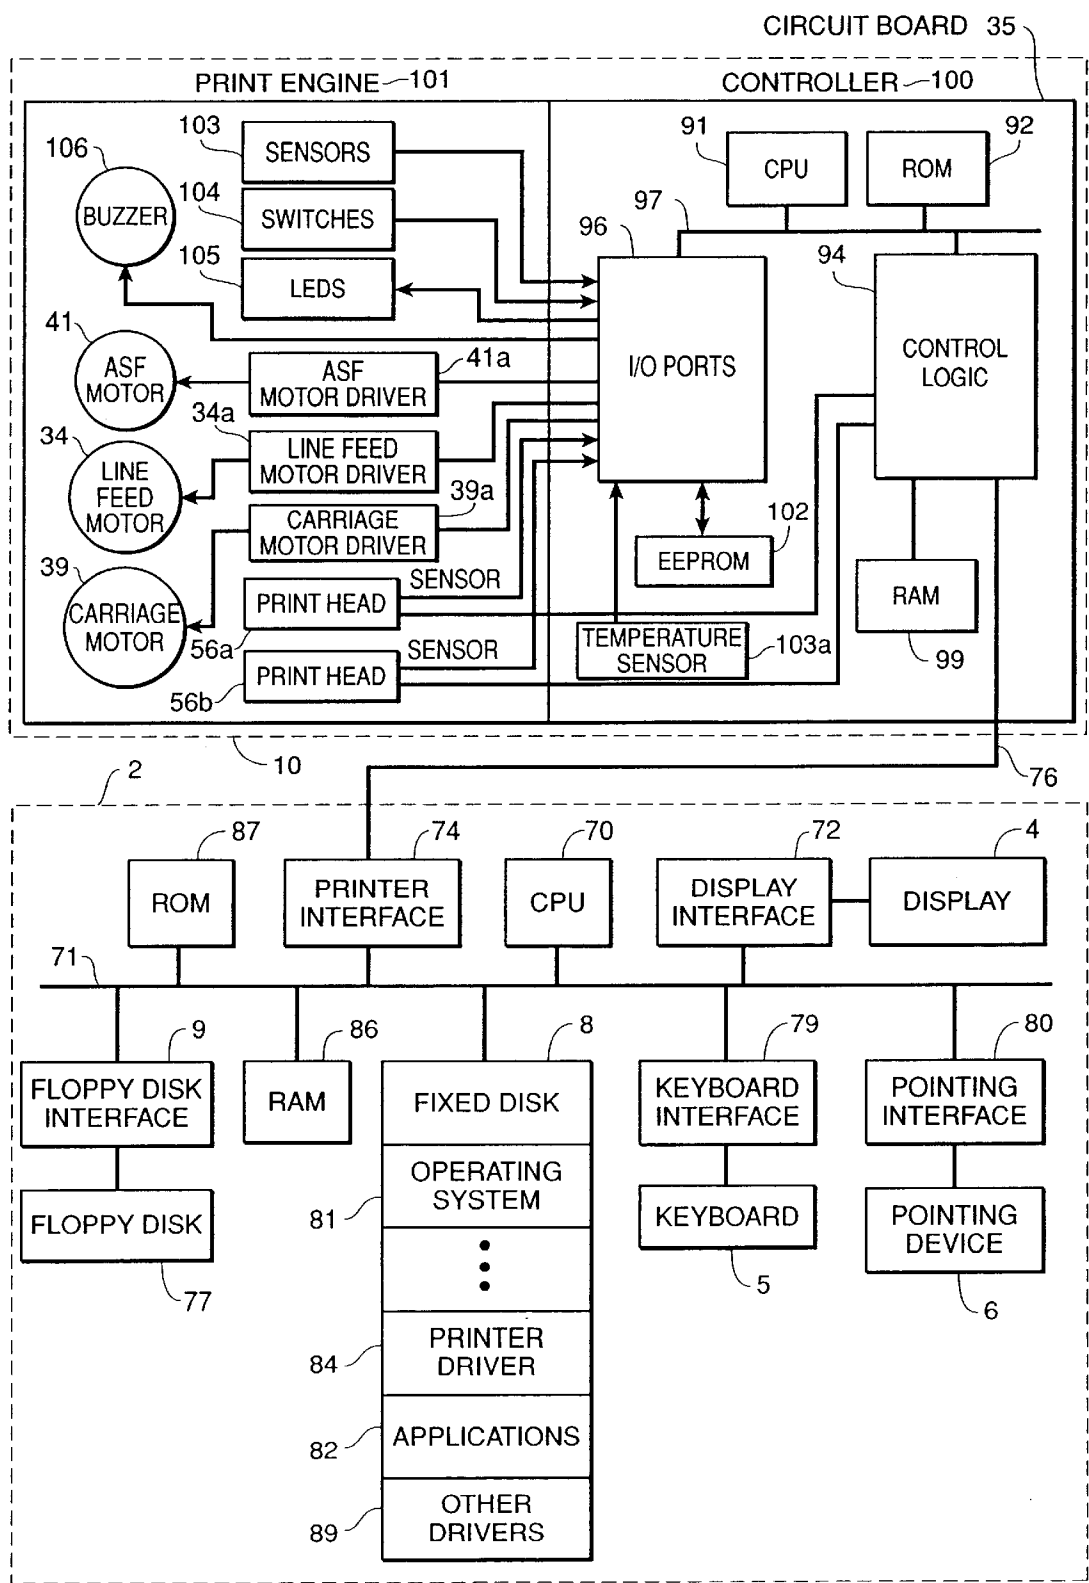 CIRCUIT BOARD 35
PRINT ENGINE 101
CONTROLLER 100
103
SENSORS
106
BUZZER
104
SWITCHES
105
LEDS
41
ASF
MOTOR
ASF
MOTOR DRIVER
41a
34a
34
LINE
FEED
MOTOR
LINE FEED
MOTOR DRIVER
39a
CARRIAGE
MOTOR DRIVER
39
CARRIAGE
MOTOR
PRINT HEAD
SENSOR
56a
PRINT HEAD
SENSOR
56b
91
CPU
92
ROM
97
96
I/O PORTS
94
CONTROL
LOGIC
102
EEPROM
RAM
99
TEMPERATURE
SENSOR
103a
10
76
2
87
ROM
74
PRINTER
INTERFACE
70
CPU
72
DISPLAY
INTERFACE
4
DISPLAY
71
9
FLOPPY DISK
INTERFACE
86
RAM
8
FIXED DISK
79
KEYBOARD
INTERFACE
80
POINTING
INTERFACE
FLOPPY DISK
77
OPERATING
SYSTEM
81
KEYBOARD
5
POINTING
DEVICE
6
PRINTER
DRIVER
84
APPLICATIONS
82
OTHER
DRIVERS
89